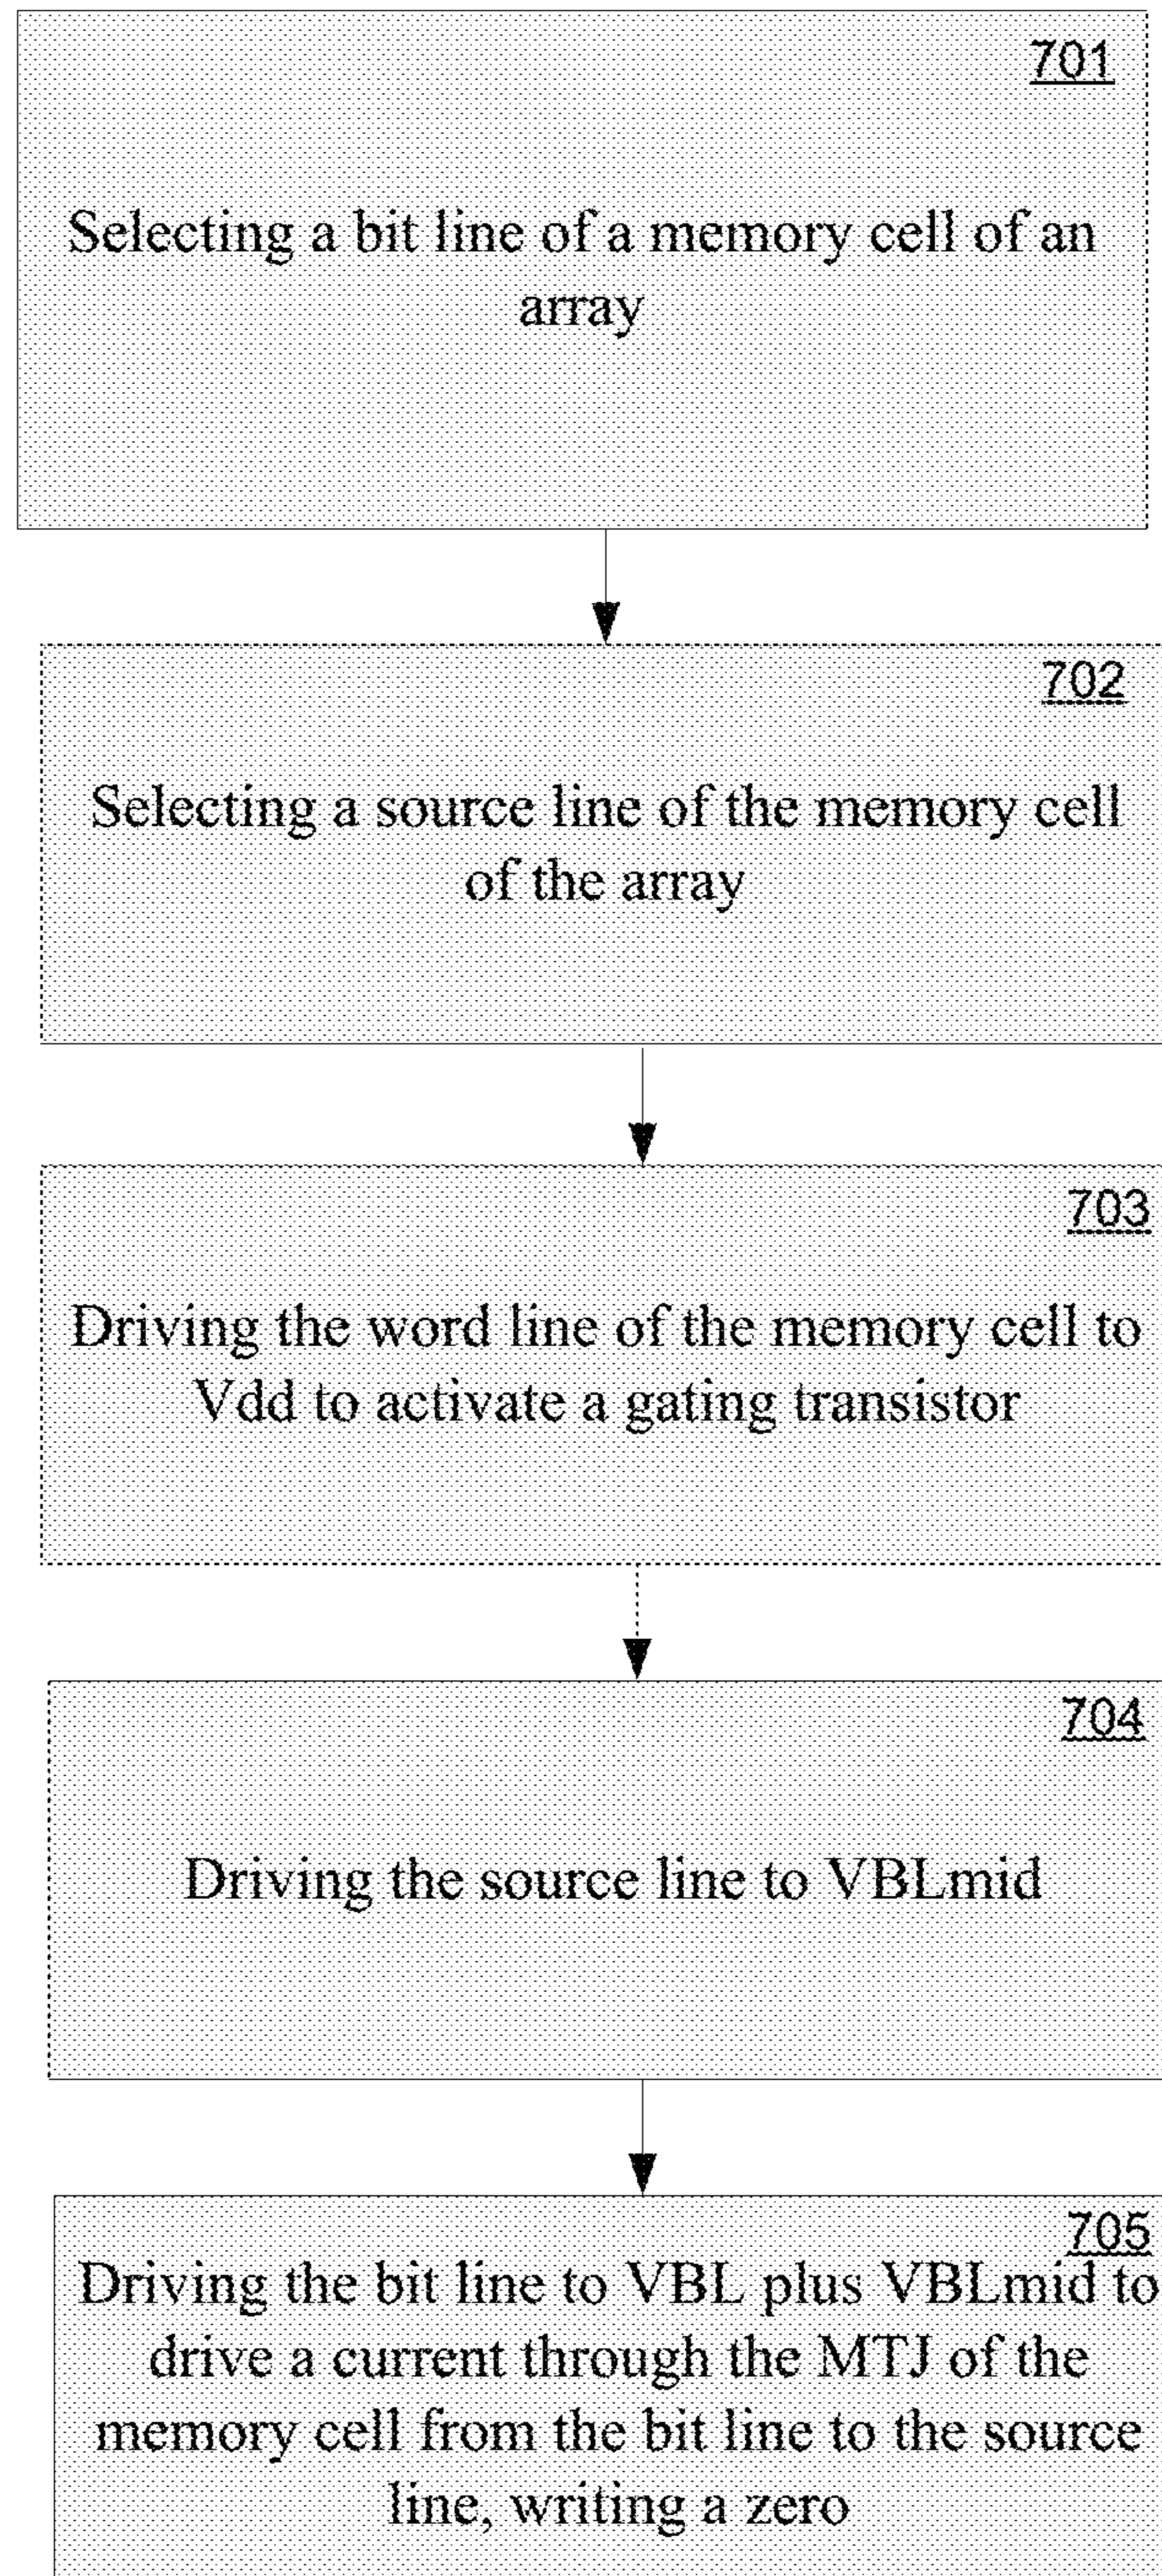 701
Selecting a bit line of a memory cell of an
array
702
Selecting a source line of the memory cell
of the array
703
Driving the word line of the memory cell to
Vdd to activate a gating transistor
704
Driving the source line to VBLmid
705
Driving the bit line to VBL plus VBLmid to
drive a current through the MTJ of the
memory cell from the bit line to the source
line, writing a zero